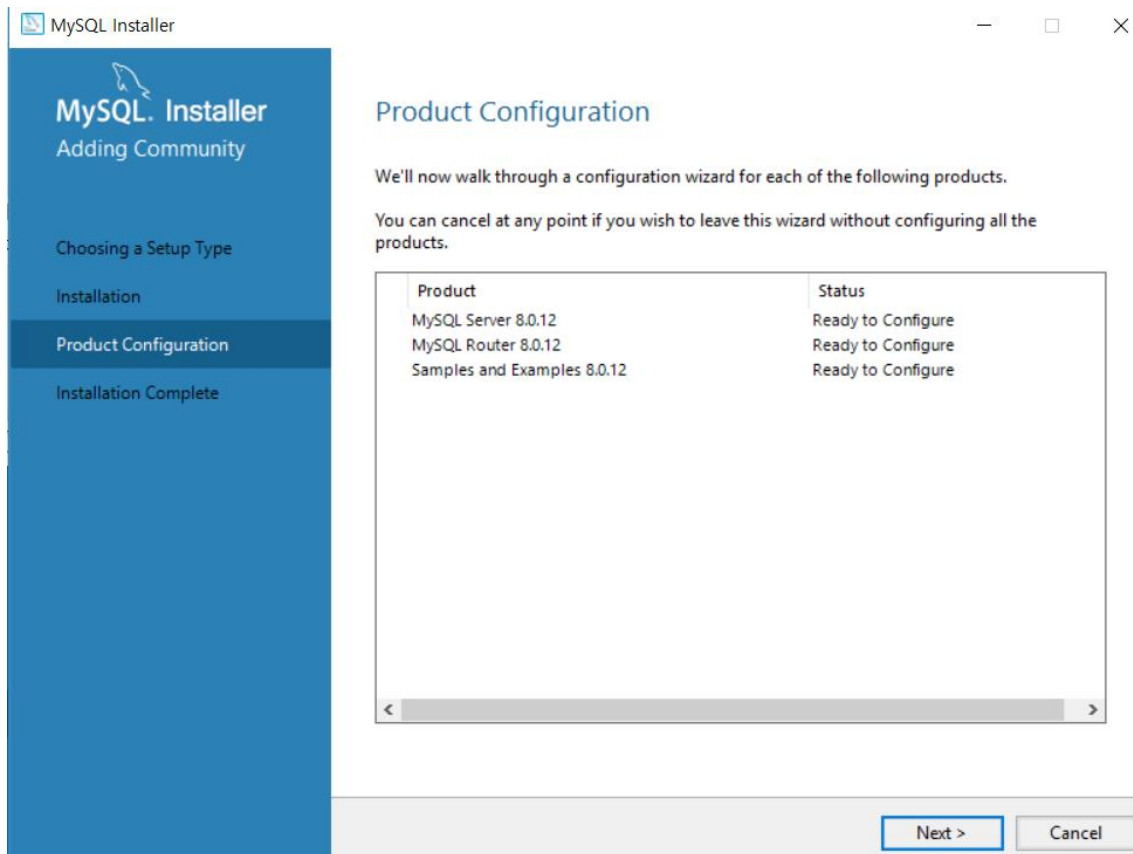 MySQL Installer
MySQL. Installer
Adding Community
Choosing a Setup Type
Installation
Product Configuration
Installation Complete
Product Configuration
We'll now walk through a configuration wizard for each of the following products.
You can cancel at any point if you wish to leave this wizard without configuring all the
products.
Product Status
MySQL Server 8.0.12 Ready to Configure
MySQL Router 8.0.12 Ready to Configure
Samples and Examples 8.0.12 Ready to Configure
Next > Cancel